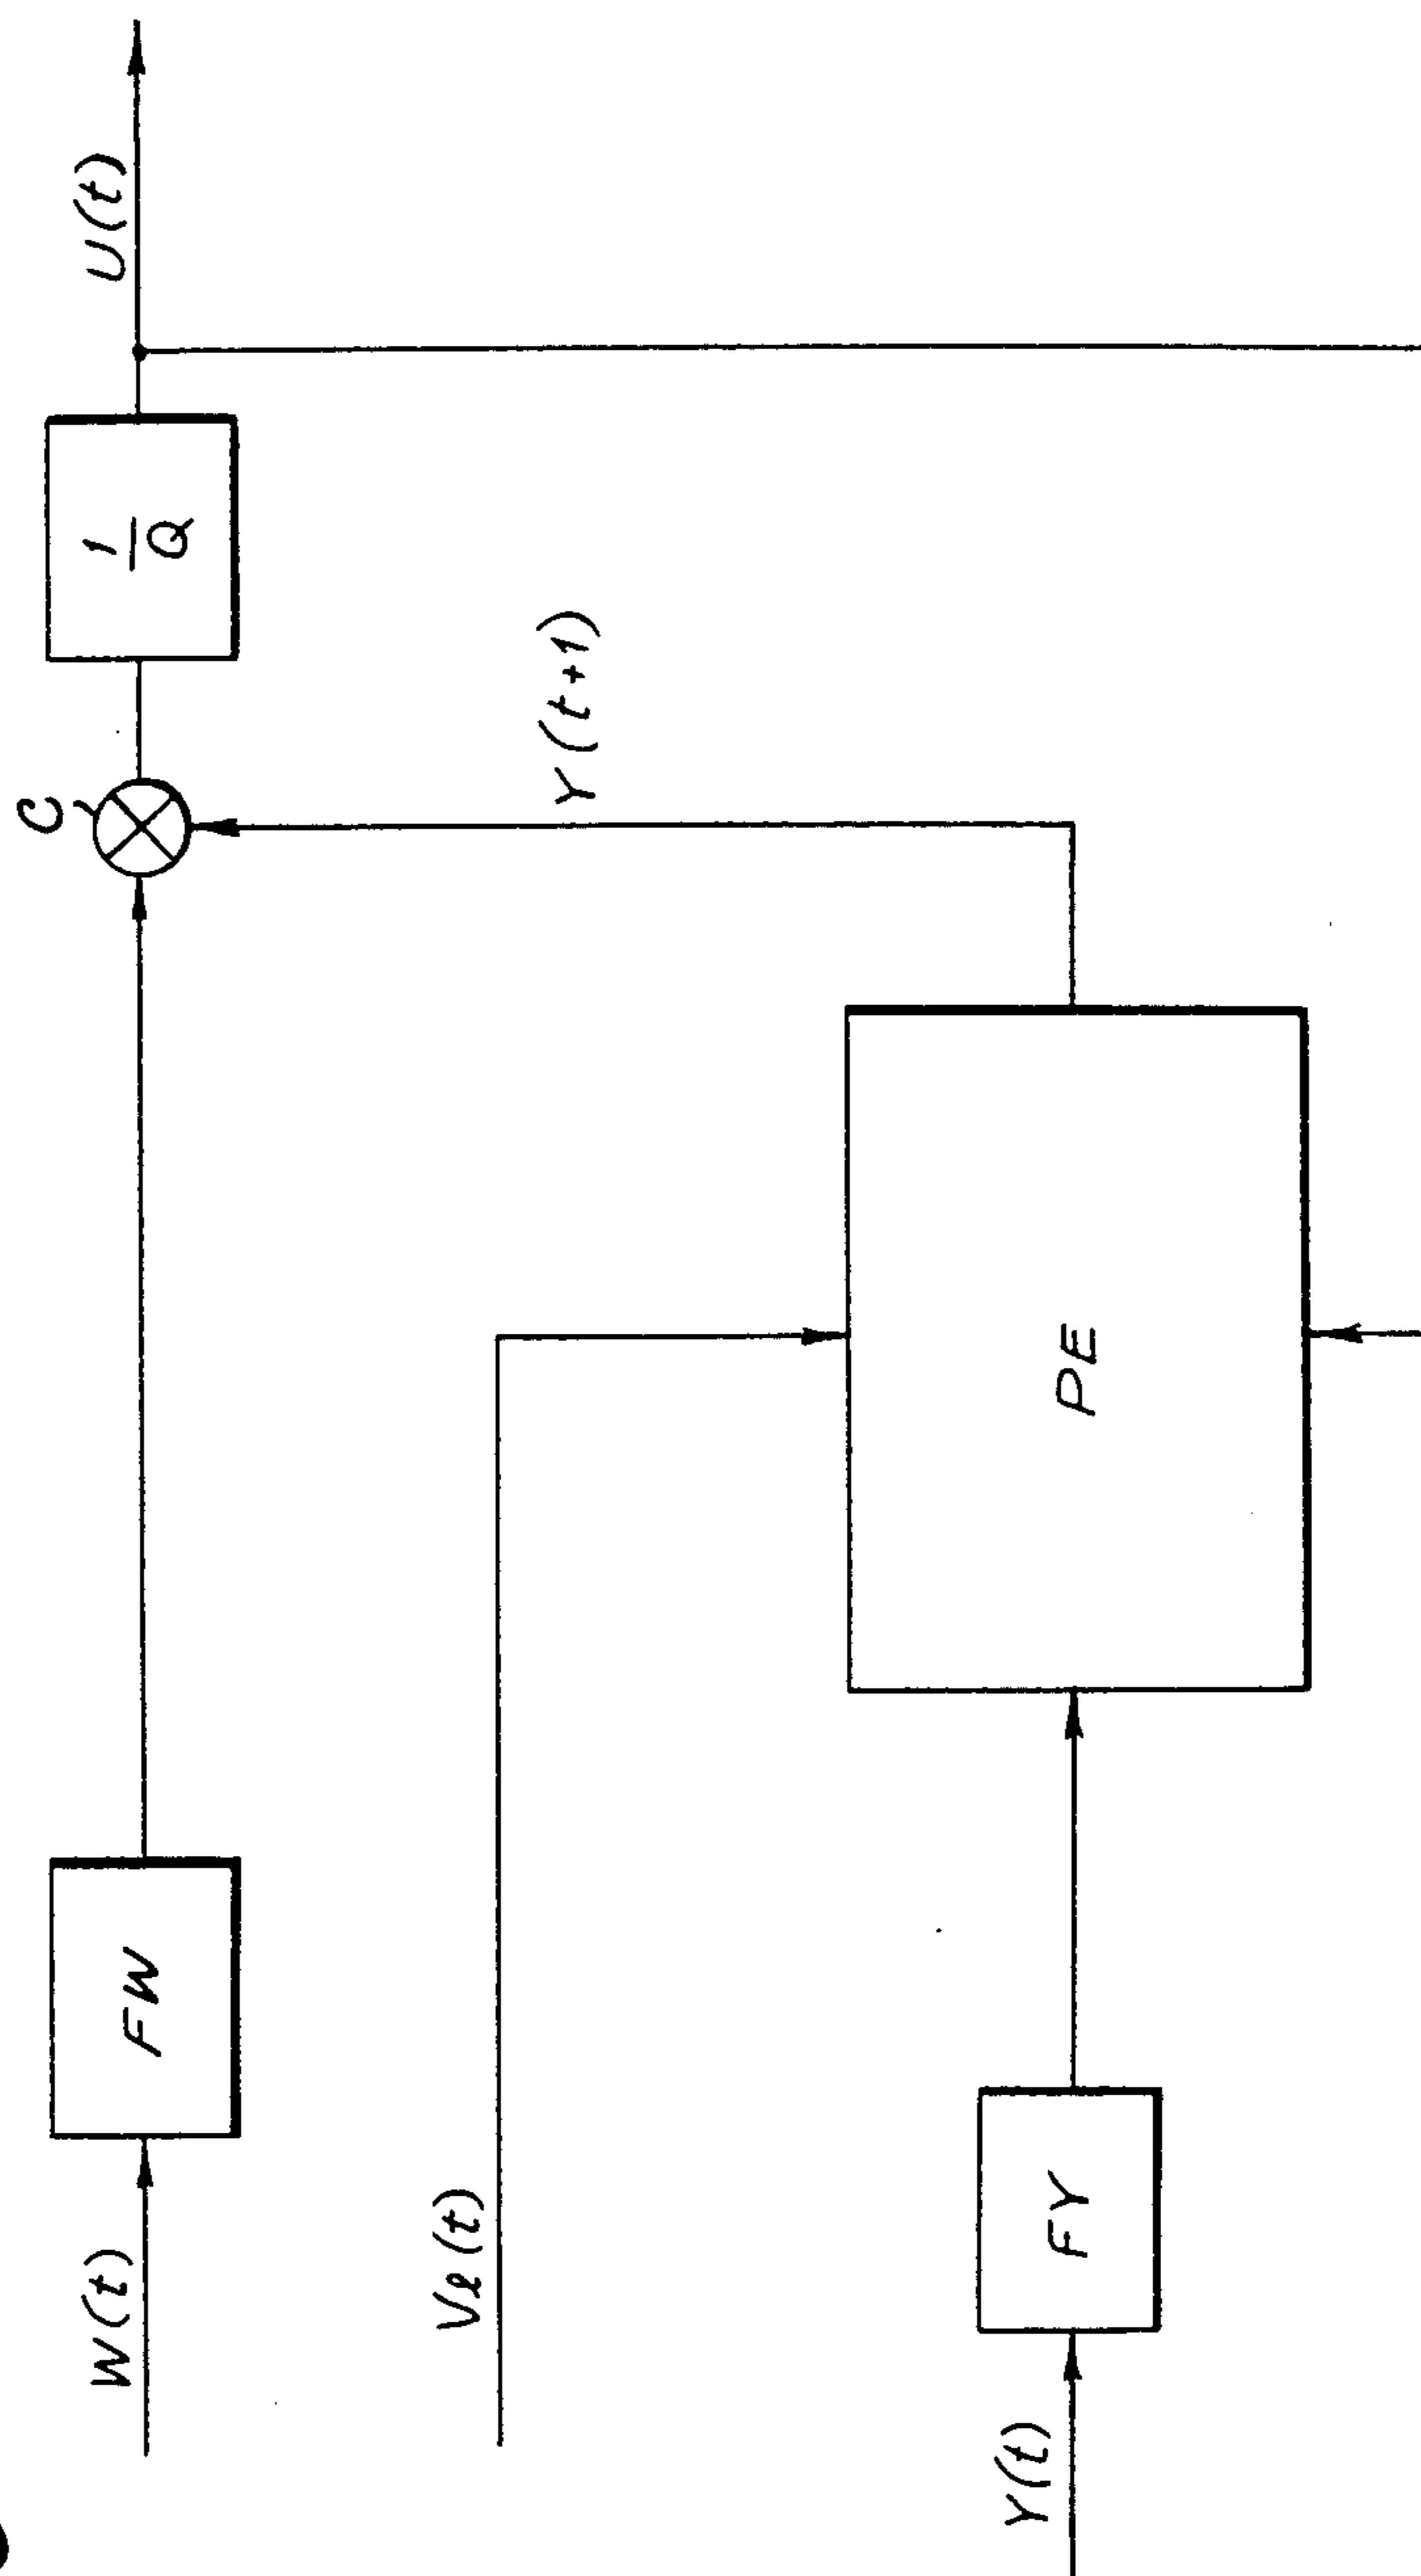 W(t)
FW
C
1
Q
U(t)
Vℓ(t)
Y(t+1)
Y(t)
FY
PE